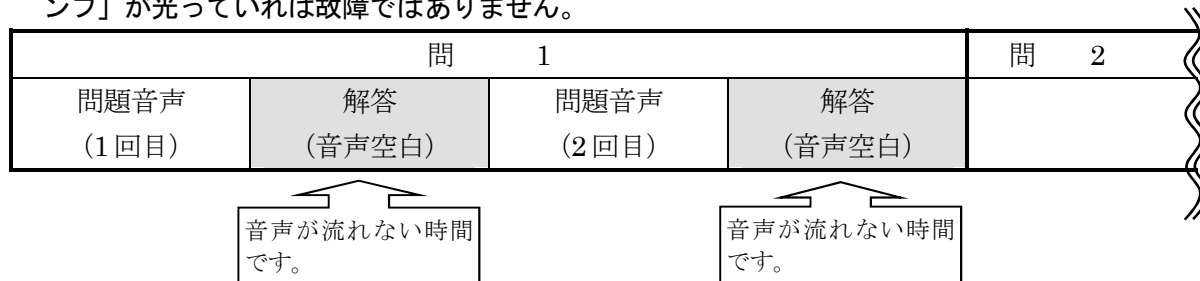 ンプ」が光っていれば故障ではありません。
問 1 問 2
問題音声 解答 問題音声 解答
(1回目) (音声空白) (2回目) (音声空白)
音声が流れない時間 音声が流れない時間
です。 です。